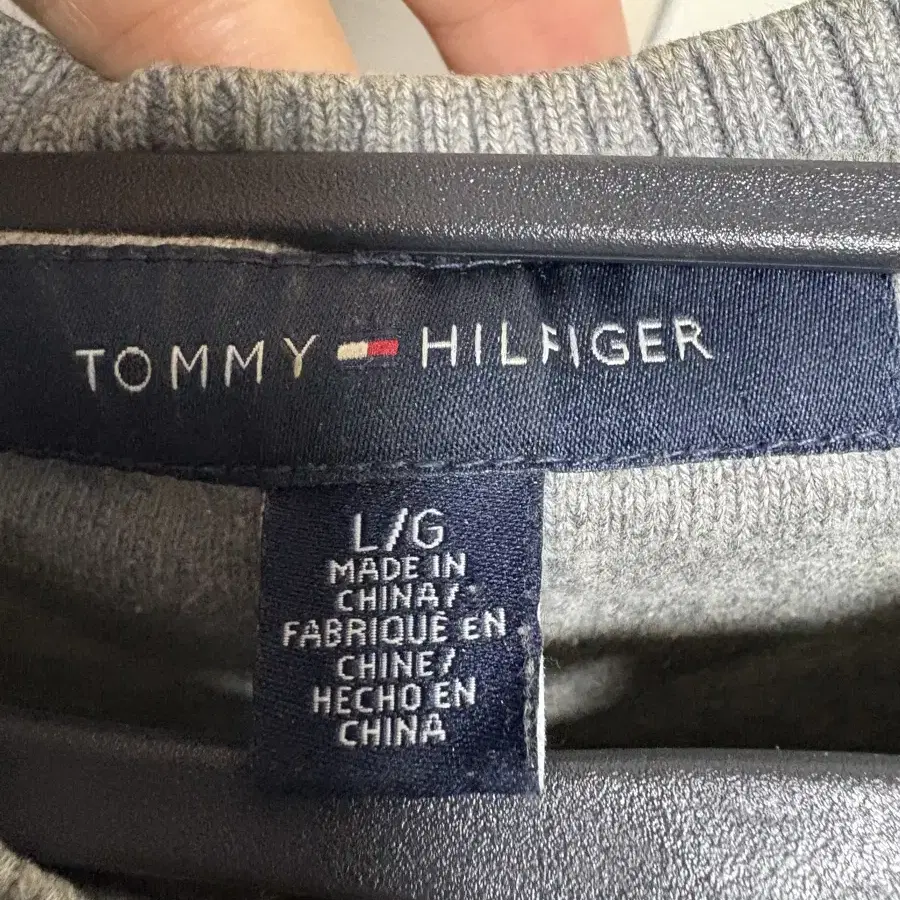 TOMMY HILFIGER
L/G
MADE IN
CHINA/
FABRIQUÉ EN
CHINE/
HECHO EN
CHINA